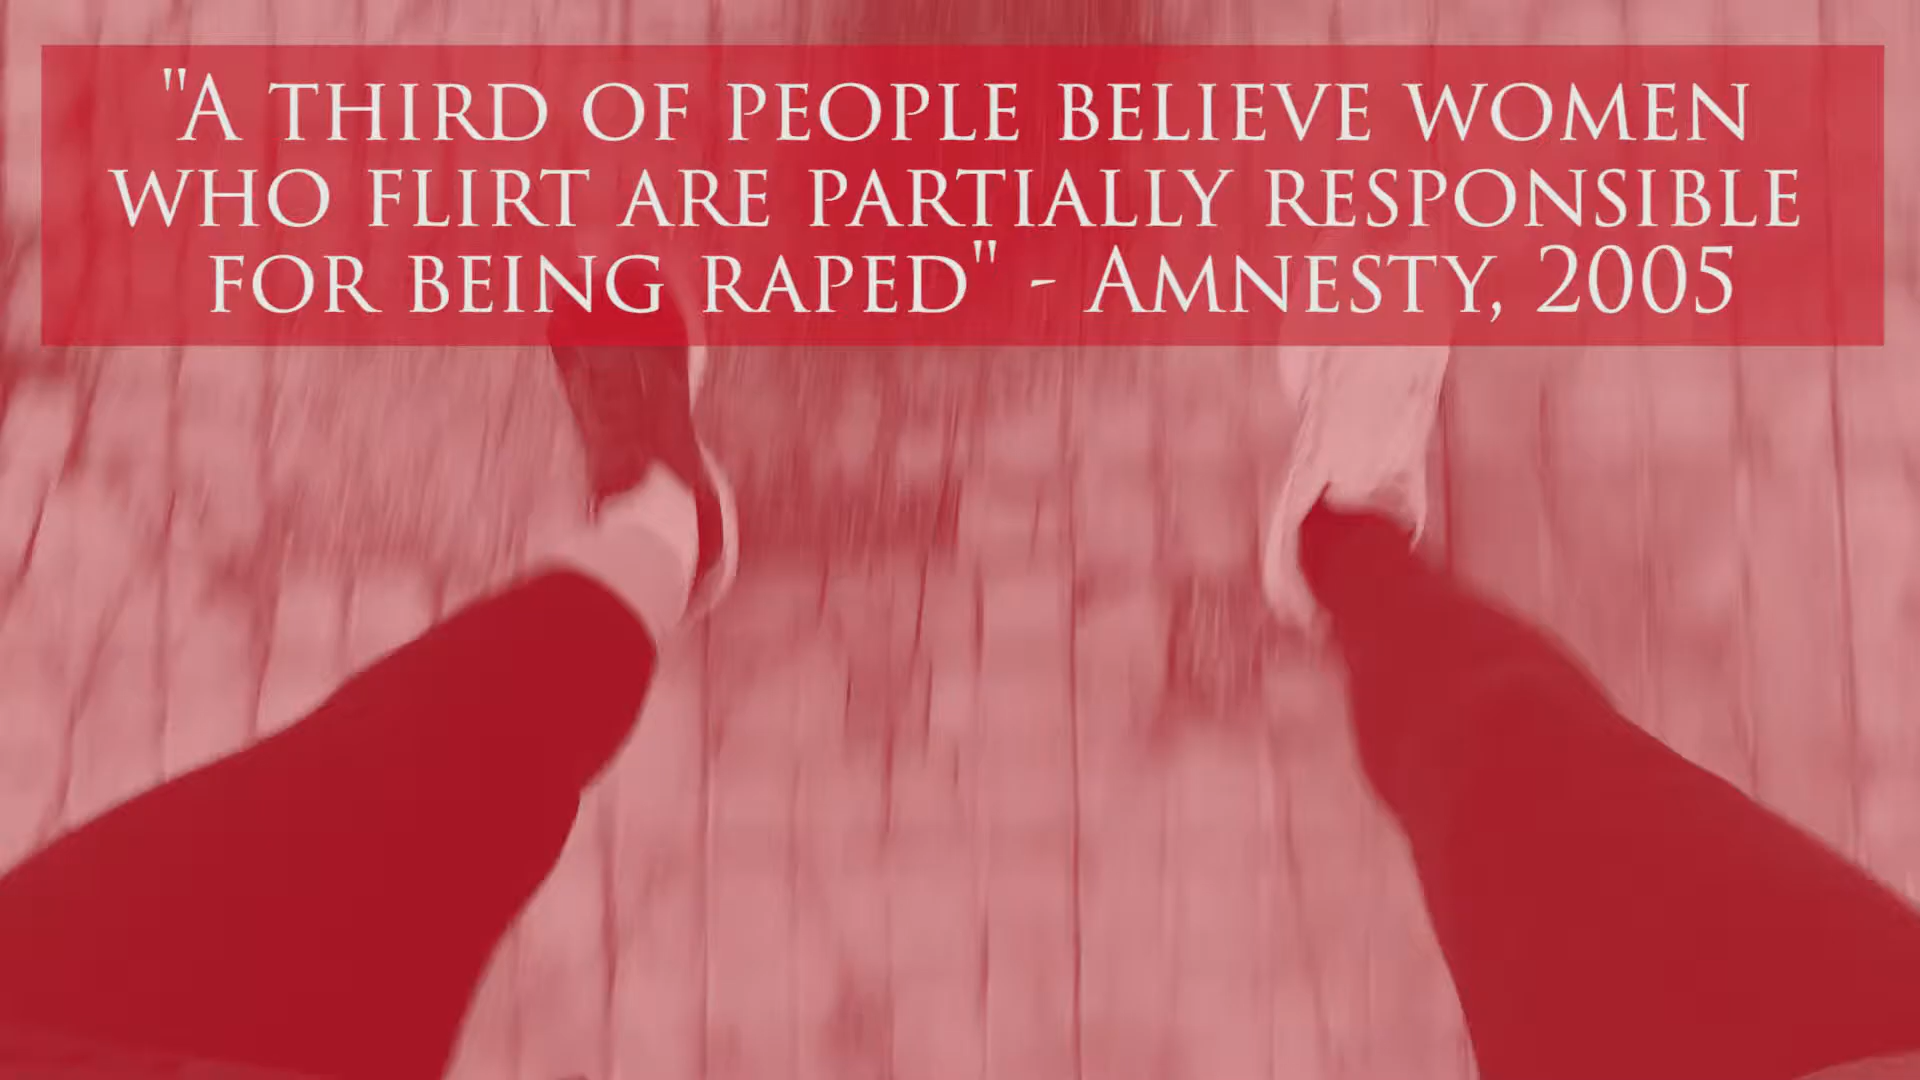 "A THIRD OF PEOPLE BELIEVE WOMEN
WHO FLIRT ARE PARTIALLY RESPONSIBLE
FOR BEING RAPED" - AMNESTY, 2005